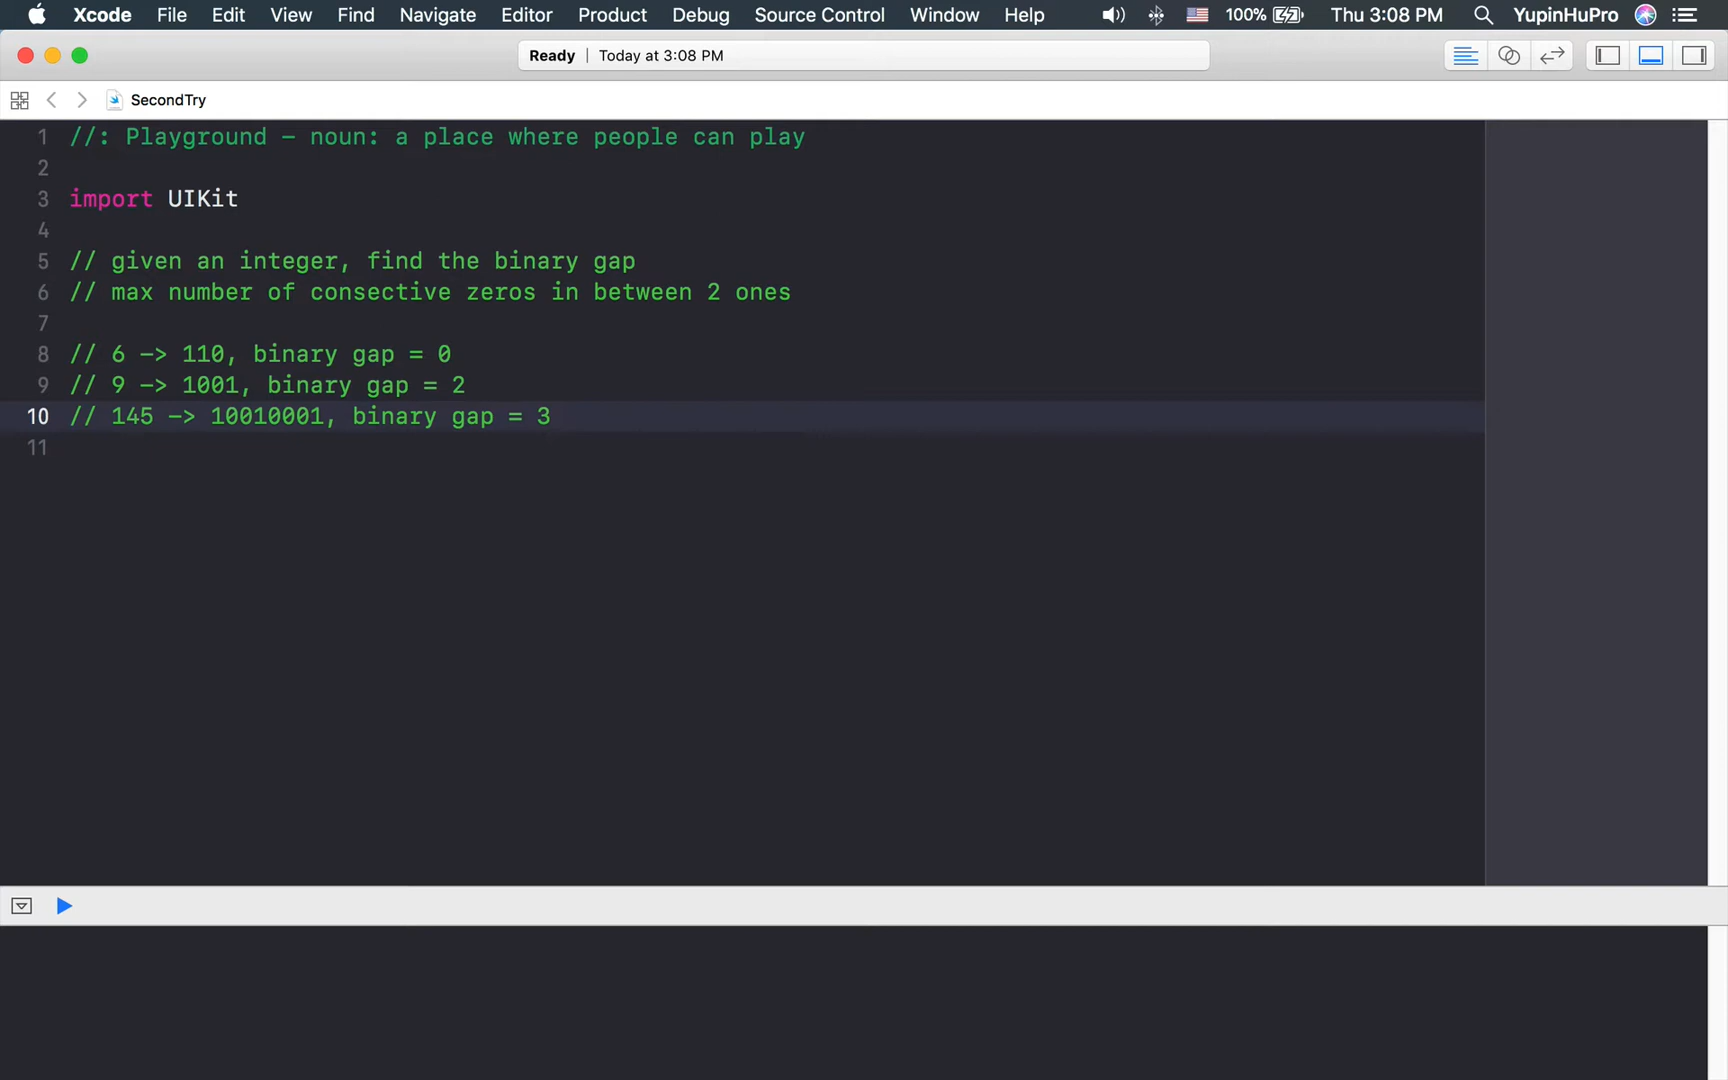 Xcode File Edit View Find Navigate Editor Product Debug Source Control Window Help 100% Thu 3:08 PM YupinHuPro
Ready | Today at 3:08 PM
SecondTry
1 //: Playground - noun: a place where people can play
2
3 import UIKit
4
5 // given an integer, find the binary gap
6 // max number of consective zeros in between 2 ones
7
8 // 6 -> 110, binary gap = 0
9 // 9 -> 1001, binary gap = 2
10 // 145 -> 10010001, binary gap = 3
11